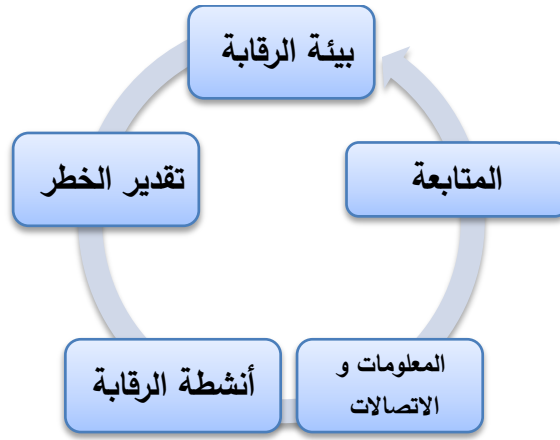 بيئة الرقابة
تقدير الخطر
أنشطة الرقابة
المعلومات و
الاتصالات
المتابعة